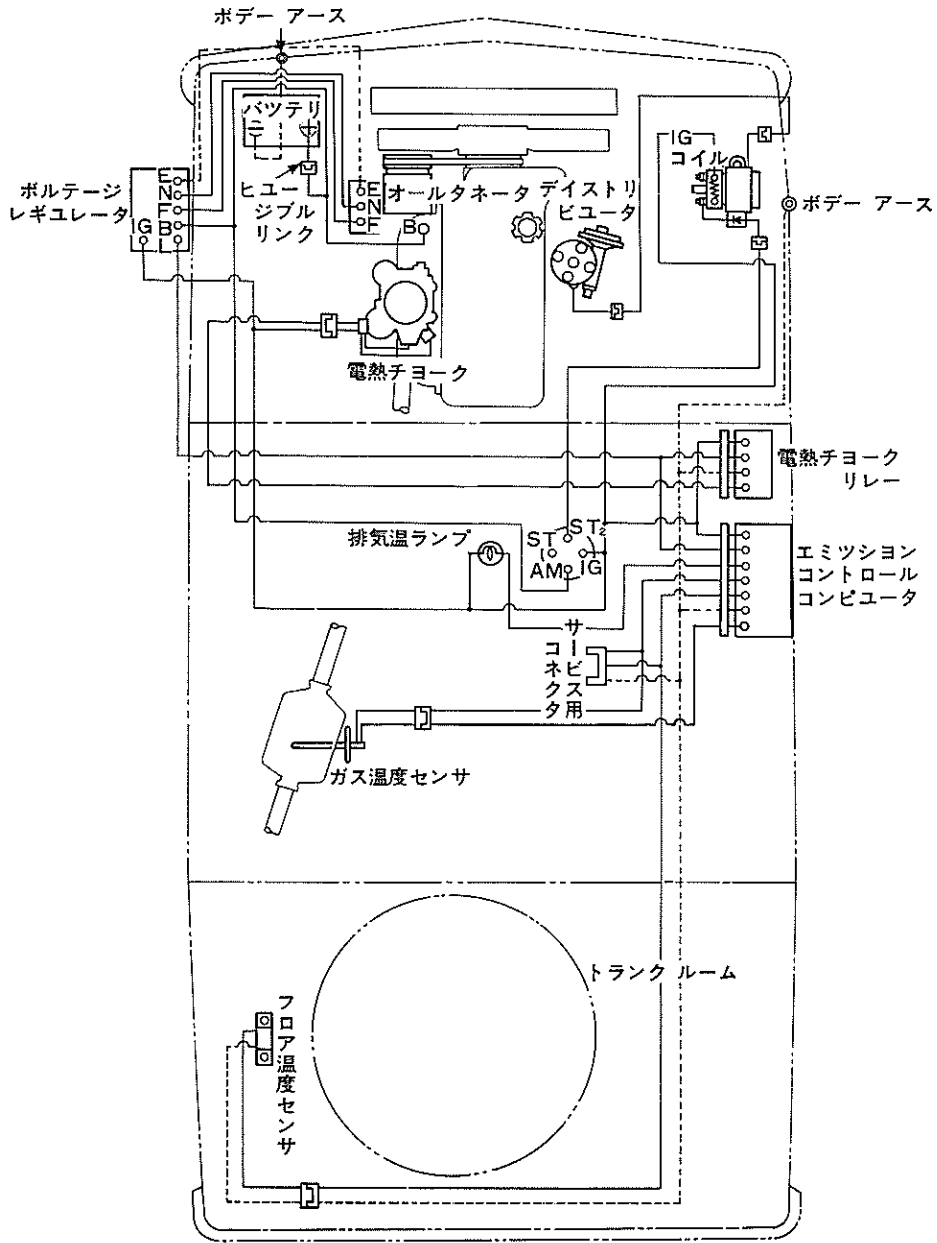 ボデー アース
バツテリ
ヒユー
ジブル
リンク
ボルテージ
レギユレータ
E
N
F
B
L
IG
E
N
F
B
オールタネータ
デイストリ
ビユータ
IG
コイル
ボデー アース
電熱チヨーク
電熱チヨーク
リレー
排気温ランプ
ST
ST₂
AM
IG
エミツシヨン
コントロール
コンピユータ
サービス用
コネクタ
ガス温度センサ
トランク ルーム
フロア温度センサ